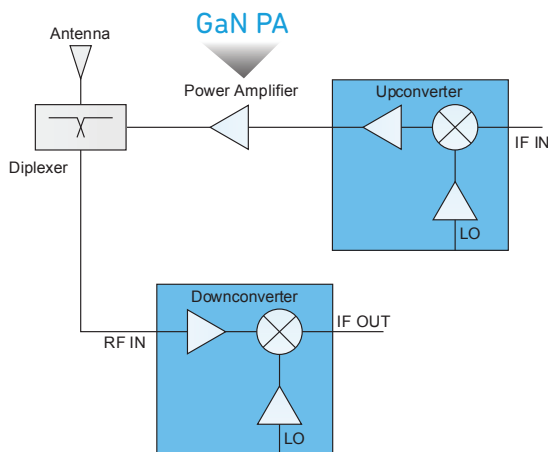 GaN PA
Antenna
Power Amplifier
Upconverter
IF IN
Diplexer
LO
Downconverter
IF OUT
RF IN
LO